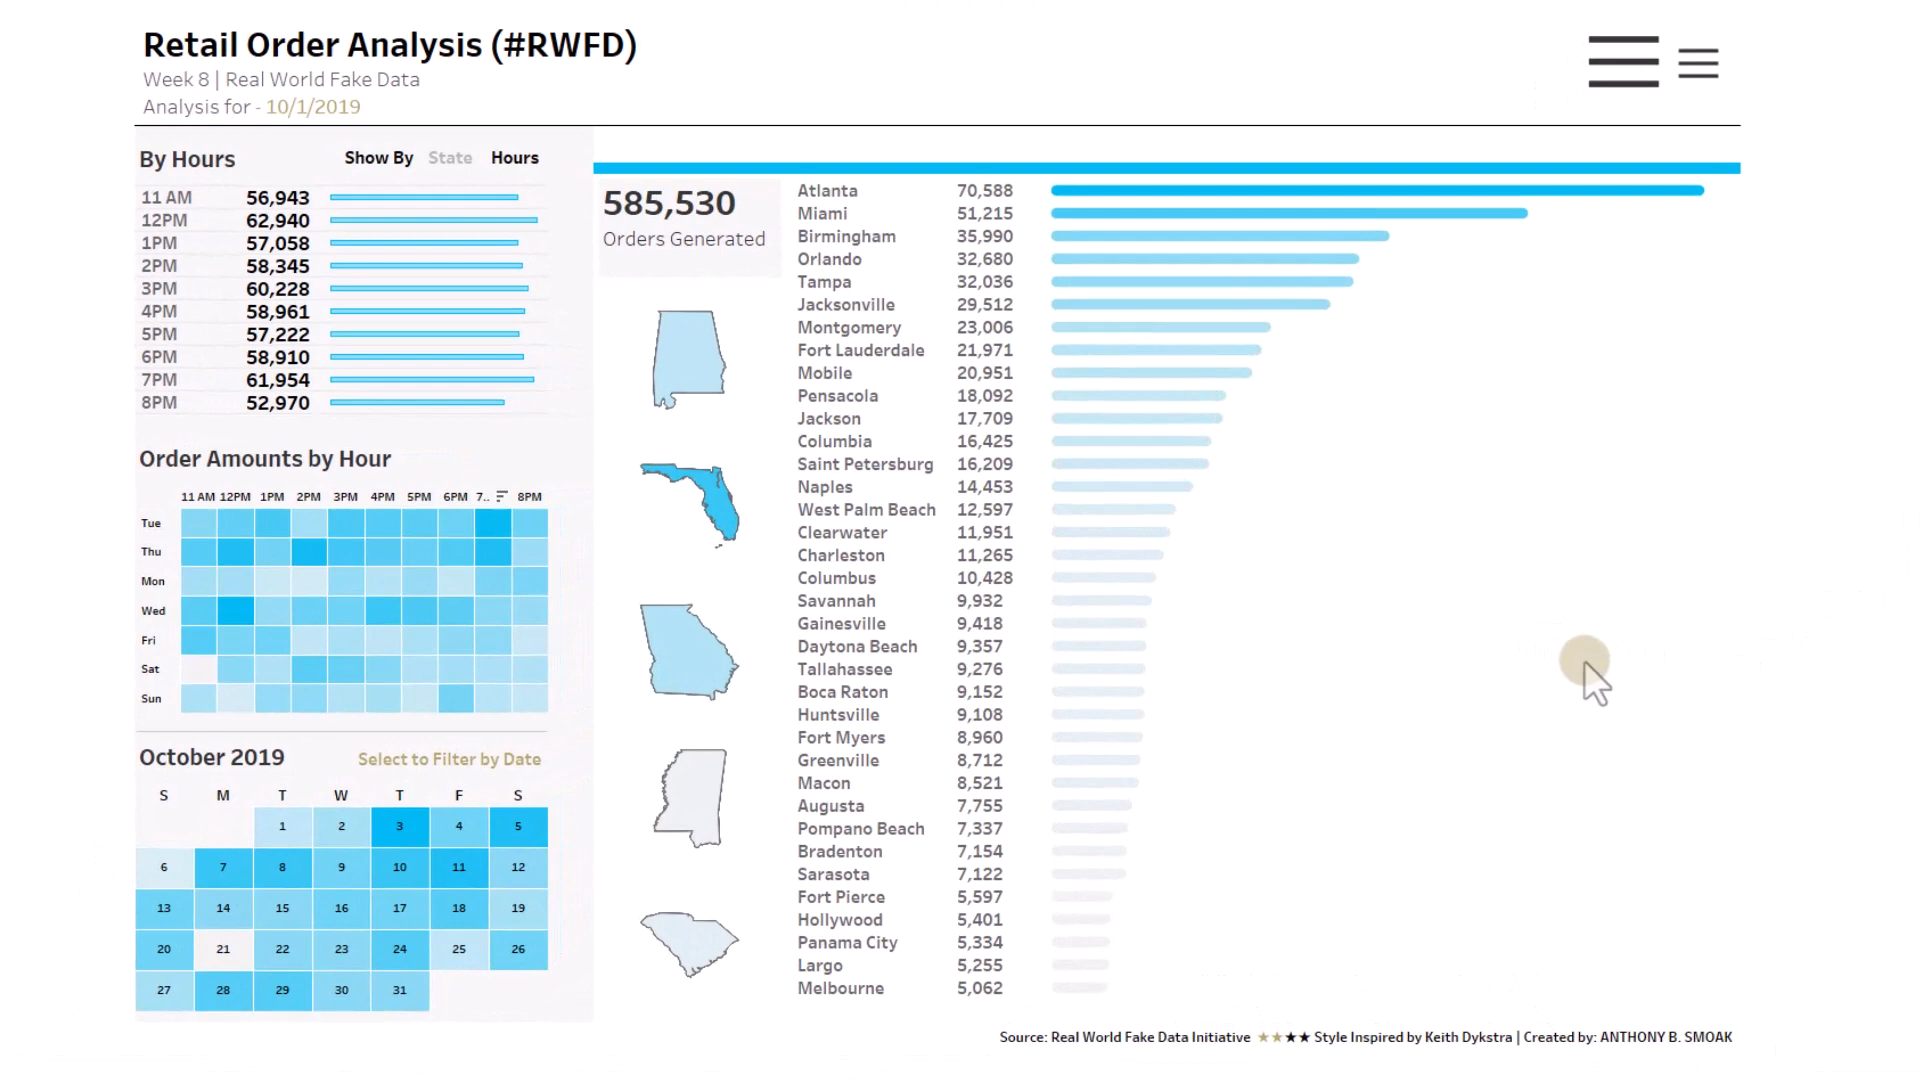 Retail Order Analysis (#RWFD)
Week 8 | Real World Fake Data
Analysis for - 10/1/2019
By Hours
Show By State Hours
11 AM 56,943
12PM 62,940
1PM 57,058
2PM 58,345
3PM 60,228
4PM 58,961
5PM 57,222
6PM 58,910
7PM 61,954
8PM 52,970
Order Amounts by Hour
11 AM 12PM 1PM 2PM 3PM 4PM 5PM 6PM 7.. 8PM
Tue
Thu
Mon
Wed
Fri
Sat
Sun
October 2019
Select to Filter by Date
S M T W T F S
1 2 3 4 5
6 7 8 9 10 11 12
13 14 15 16 17 18 19
20 21 22 23 24 25 26
27 28 29 30 31
585,530
Orders Generated
Atlanta 70,588
Miami 51,215
Birmingham 35,990
Orlando 32,680
Tampa 32,036
Jacksonville 29,512
Montgomery 23,006
Fort Lauderdale 21,971
Mobile 20,951
Pensacola 18,092
Jackson 17,709
Columbia 16,425
Saint Petersburg 16,209
Naples 14,453
West Palm Beach 12,597
Clearwater 11,951
Charleston 11,265
Columbus 10,428
Savannah 9,932
Gainesville 9,418
Daytona Beach 9,357
Tallahassee 9,276
Boca Raton 9,152
Huntsville 9,108
Fort Myers 8,960
Greenville 8,712
Macon 8,521
Augusta 7,755
Pompano Beach 7,337
Bradenton 7,154
Sarasota 7,122
Fort Pierce 5,597
Hollywood 5,401
Panama City 5,334
Largo 5,255
Melbourne 5,062
Source: Real World Fake Data Initiative ★★★★ Style Inspired by Keith Dykstra | Created by: ANTHONY B. SMOAK